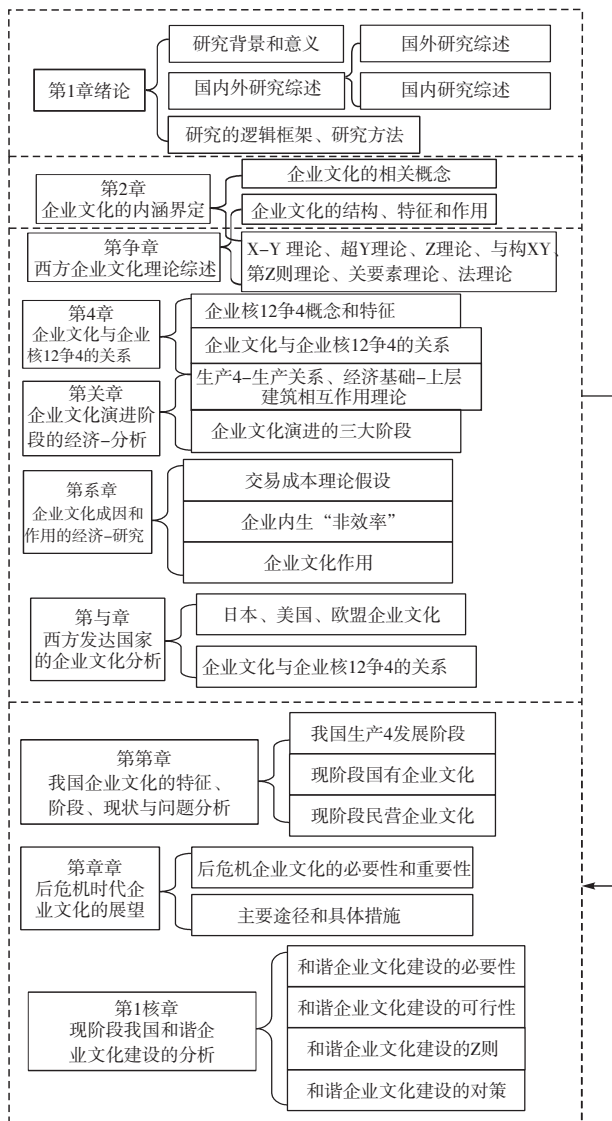 第1章绪论
研究背景和意义
国内外研究综述
国外研究综述
国内研究综述
研究的逻辑框架、研究方法
第2章
企业文化的内涵界定
企业文化的相关概念
企业文化的结构、特征和作用
第争章
西方企业文化理论综述
X-Y 理论、超Y理论、Z理论、与构XY、
第Z则理论、关要素理论、法理论
第4章
企业文化与企业
核12争4的关系
企业核12争4概念和特征
企业文化与企业核12争4的关系
第关章
企业文化演进阶
段的经济-分析
生产4-生产关系、经济基础-上层
建筑相互作用理论
企业文化演进的三大阶段
第系章
企业文化成因和
作用的经济-研究
交易成本理论假设
企业内生“非效率”
企业文化作用
第与章
西方发达国家
的企业文化分析
日本、美国、欧盟企业文化
企业文化与企业核12争4的关系
第第章
我国企业文化的特征、
阶段、现状与问题分析
我国生产4发展阶段
现阶段国有企业文化
现阶段民营企业文化
第章章
后危机时代企
业文化的展望
后危机企业文化的必要性和重要性
主要途径和具体措施
第1核章
现阶段我国和谐企
业文化建设的分析
和谐企业文化建设的必要性
和谐企业文化建设的可行性
和谐企业文化建设的Z则
和谐企业文化建设的对策